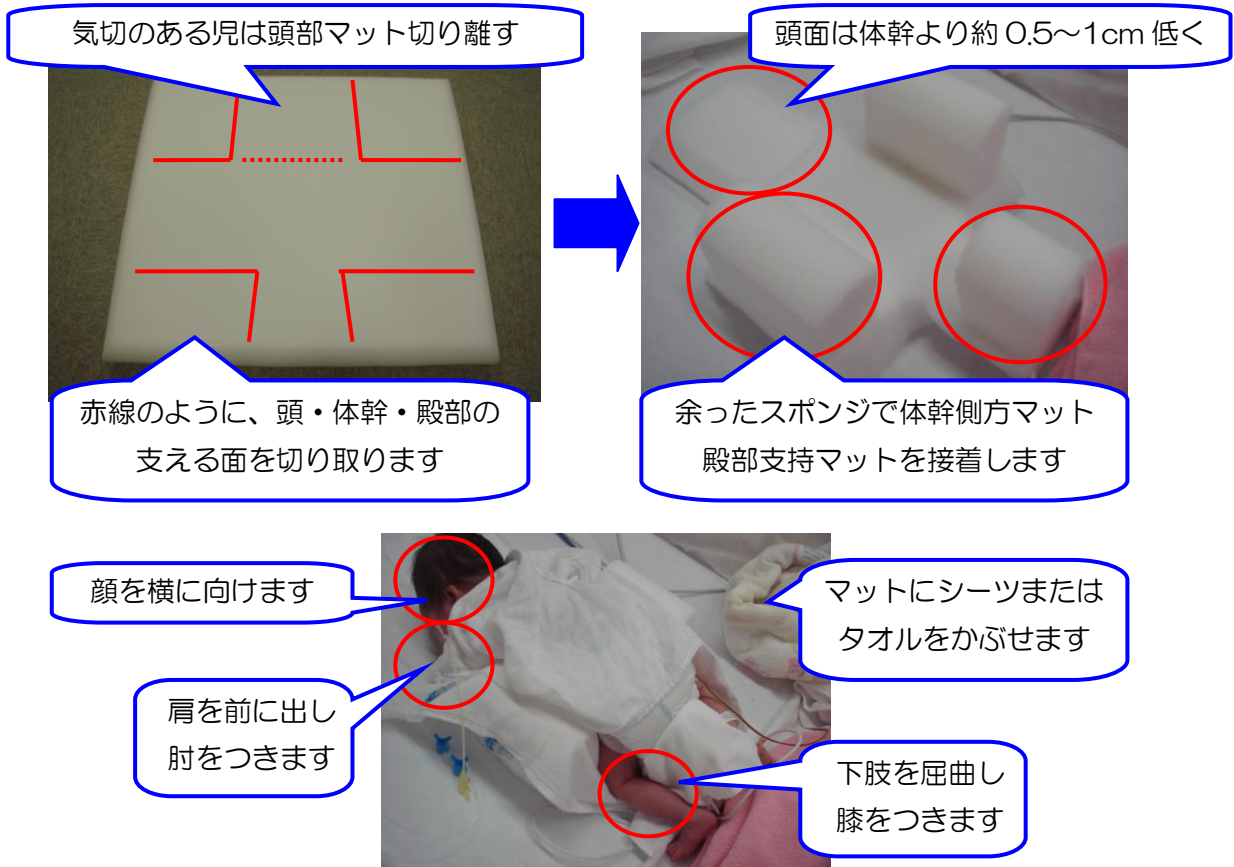 気切のある児は頭部マット切り離す
頭面は体幹より約 0.5～1cm 低く
赤線のように、頭・体幹・殿部の
支える面を切り取ります
余ったスポンジで体幹側方マット
殿部支持マットを接着します
顔を横に向けます
マットにシーツまたは
タオルをかぶせます
肩を前に出し
肘をつきます
下肢を屈曲し
膝をつきます